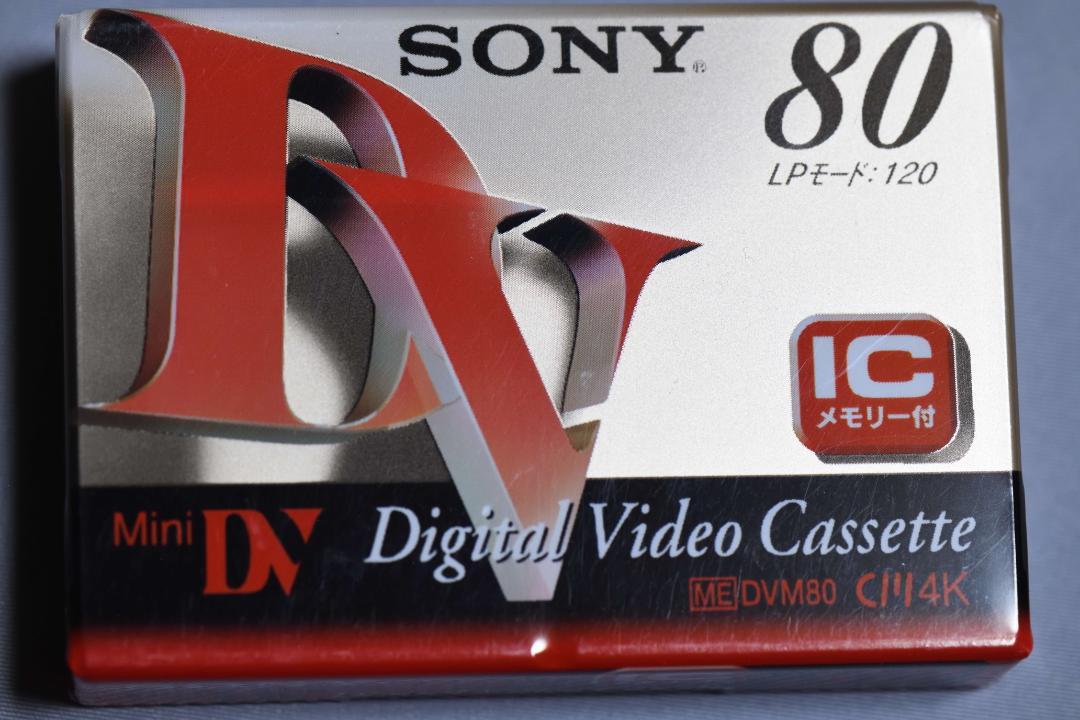 SONY®
80
LPモード:120
DV
IC
メモリー付
Mini DV
Digital Video Cassette
ME DVM80 CIII4K